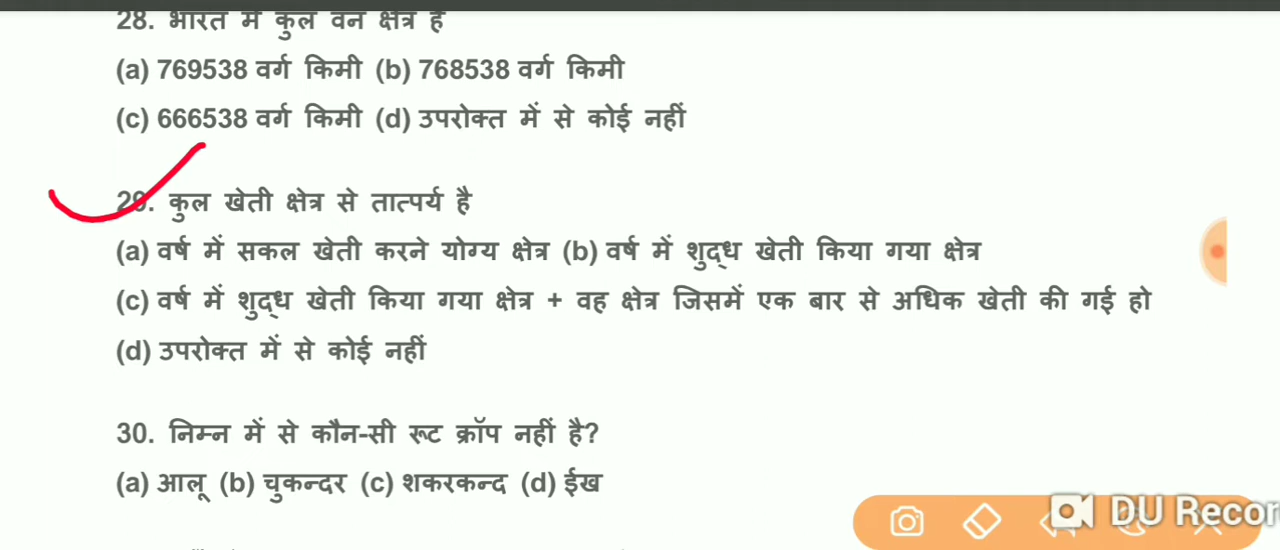 28. भारत में कुल वन क्षेत्र है
(a) 769538 वर्ग किमी (b) 768538 वर्ग किमी
(c) 666538 वर्ग किमी (d) उपरोक्त में से कोई नहीं
29. कुल खेती क्षेत्र से तात्पर्य है
(a) वर्ष में सकल खेती करने योग्य क्षेत्र (b) वर्ष में शुद्ध खेती किया गया क्षेत्र
(c) वर्ष में शुद्ध खेती किया गया क्षेत्र + वह क्षेत्र जिसमें एक बार से अधिक खेती की गई हो
(d) उपरोक्त में से कोई नहीं
30. निम्न में से कौन-सी रूट क्रॉप नहीं है?
(a) आलू (b) चुकन्दर (c) शकरकन्द (d) ईख
DU Recor